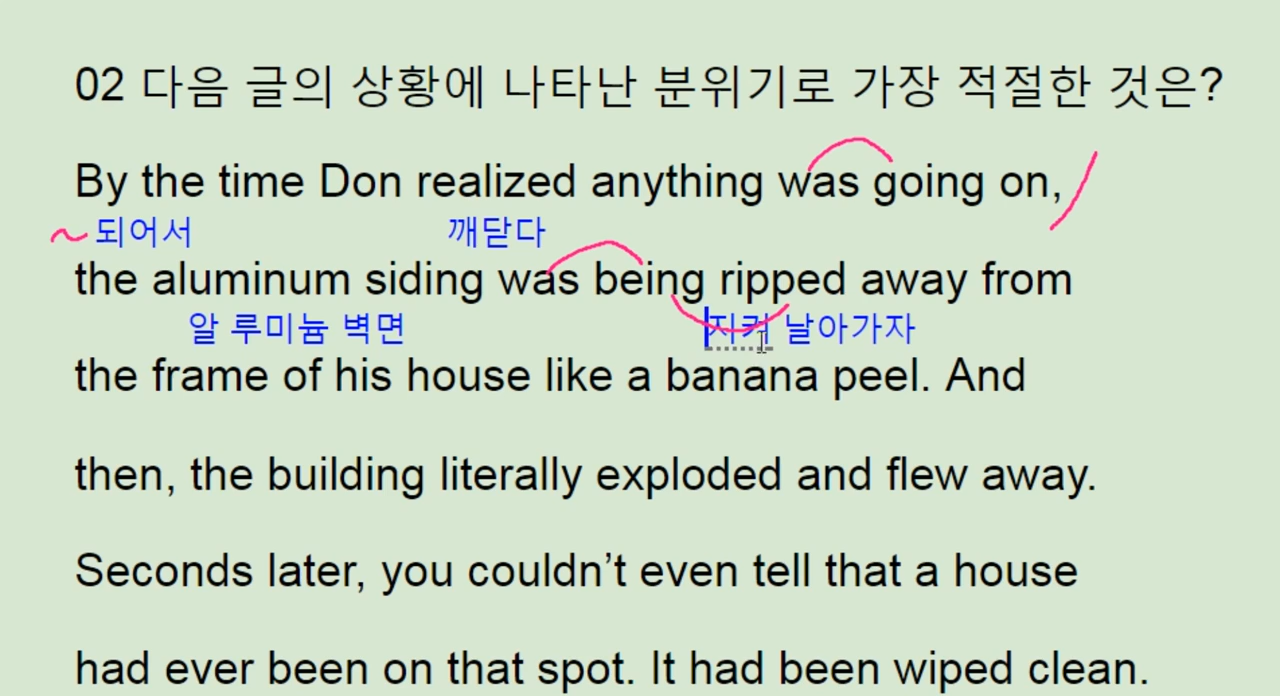 02 다음 글의 상황에 나타난 분위기로 가장 적절한 것은?
By the time Don realized anything was going on,
~되어서 깨닫다
the aluminum siding was being ripped away from
알 루미늄 벽면 지커 날아가자
the frame of his house like a banana peel. And
then, the building literally exploded and flew away.
Seconds later, you couldn’t even tell that a house
had ever been on that spot. It had been wiped clean.